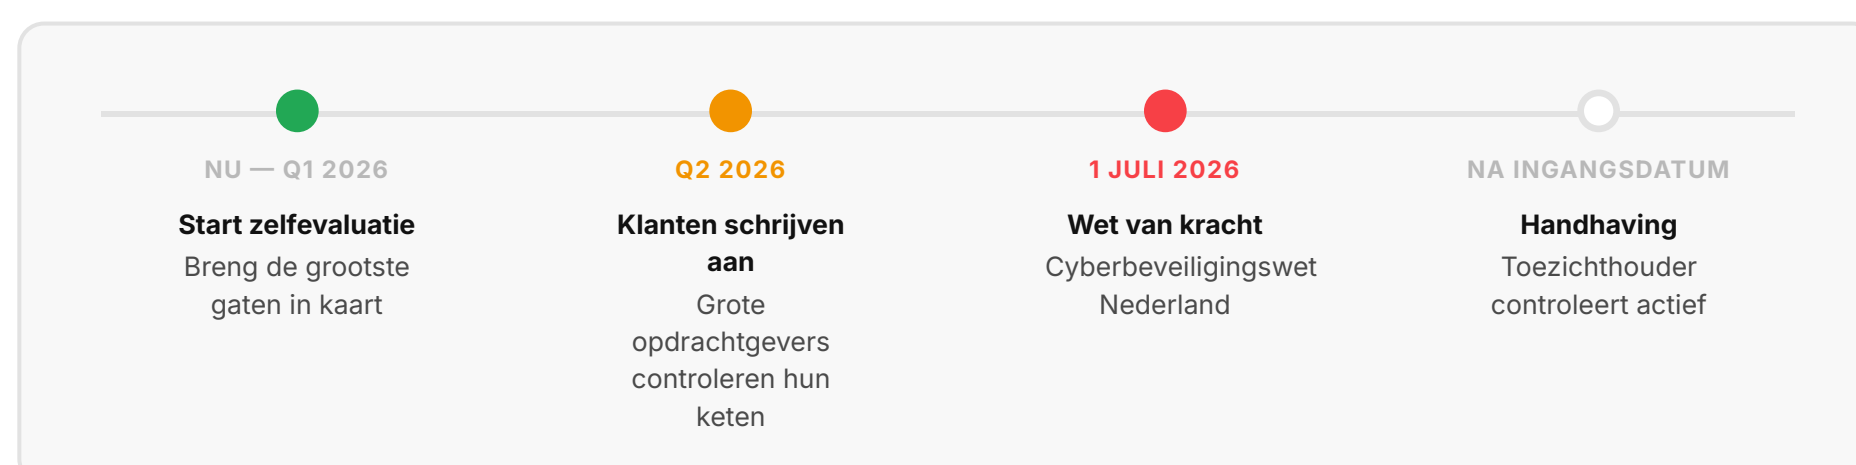 NU — Q1 2026
Start zelfevaluatie
Breng de grootste
gaten in kaart
Q2 2026
Klanten schrijven
aan
Grote
opdrachtgevers
controleren hun
keten
1 JULI 2026
Wet van kracht
Cyberbeveiligingswet
Nederland
NA INGANGSDATUM
Handhaving
Toezichthouder
controleert actief